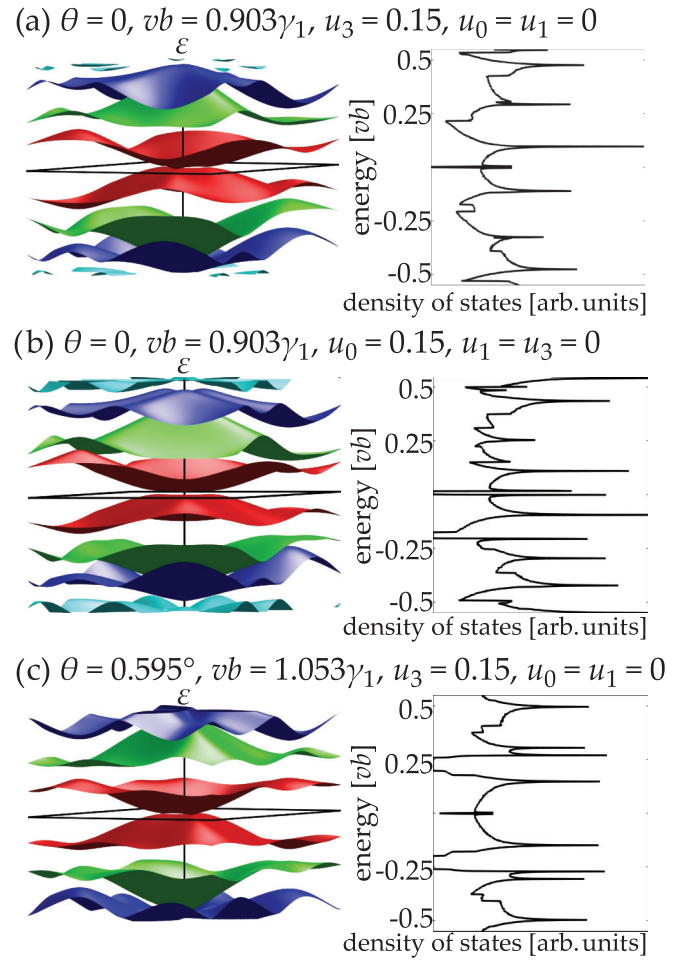 (a) θ = 0, vb = 0.903γ₁, u₃ = 0.15, u₀ = u₁ = 0
ε
energy [vb]
0.5
0.25
-0.25
-0.5
density of states [arb. units]
(b) θ = 0, vb = 0.903γ₁, u₀ = 0.15, u₁ = u₃ = 0
ε
energy [vb]
0.5
0.25
-0.25
-0.5
density of states [arb. units]
(c) θ = 0.595°, vb = 1.053γ₁, u₃ = 0.15, u₀ = u₁ = 0
ε
energy [vb]
0.5
0.25
-0.25
-0.5
density of states [arb. units]